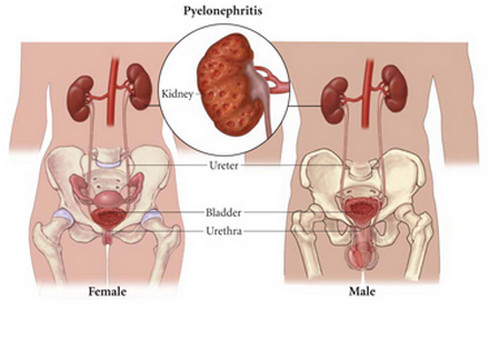 Pyelonephritis
Kidney
Ureter
Bladder
Urethra
Female
Male